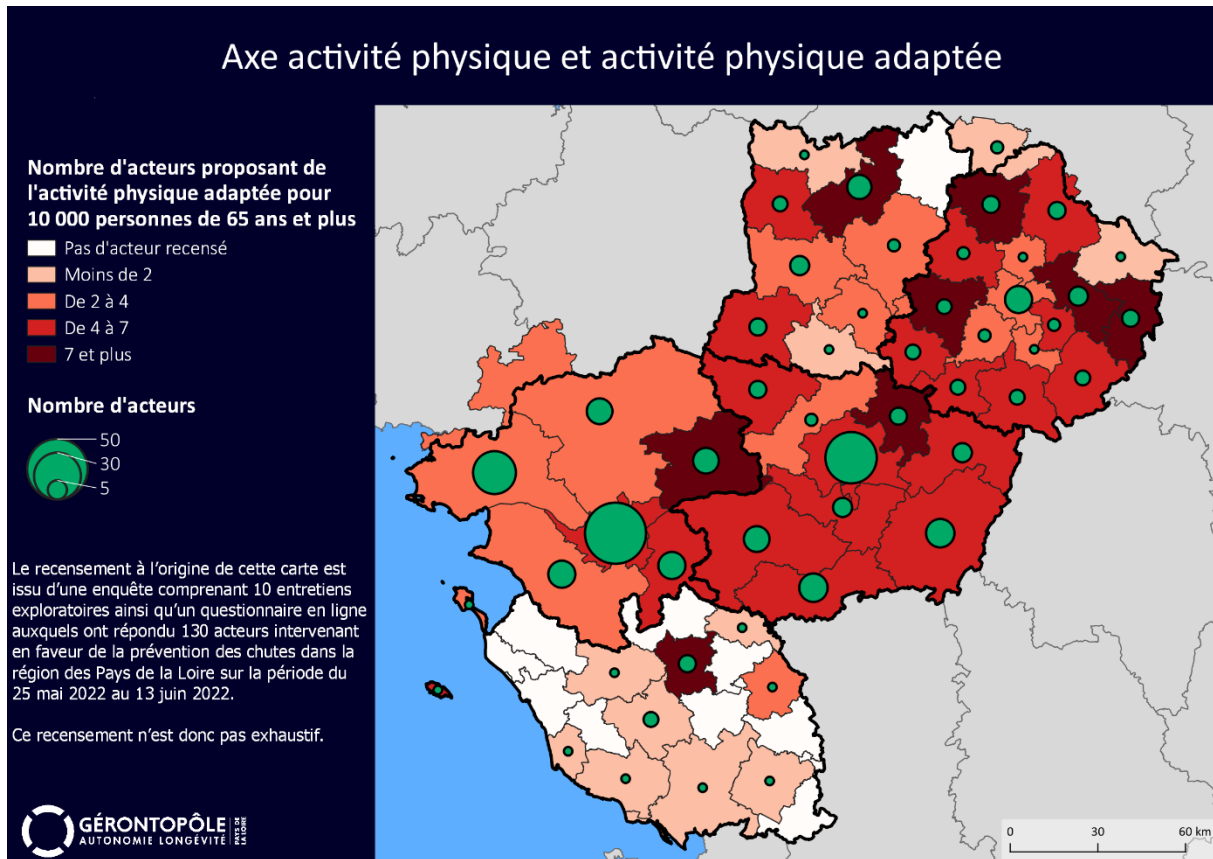 Axe activité physique et activité physique adaptée
Nombre d'acteurs proposant de
l'activité physique adaptée pour
10 000 personnes de 65 ans et plus
Pas d'acteur recensé
Moins de 2
De 2 à 4
De 4 à 7
7 et plus
Nombre d'acteurs
50
30
5
Le recensement à l'origine de cette carte est
issu d'une enquête comprenant 10 entretiens
exploratoires ainsi qu'un questionnaire en ligne
auxquels ont répondu 130 acteurs intervenant
en faveur de la prévention des chutes dans la
région des Pays de la Loire sur la période du
25 mai 2022 au 13 juin 2022.
Ce recensement n'est donc pas exhaustif.
GÉRONTOPÔLE
AUTONOMIE LONGÉVITÉ
PAYS DE
LA LOIRE
0 30 60 km